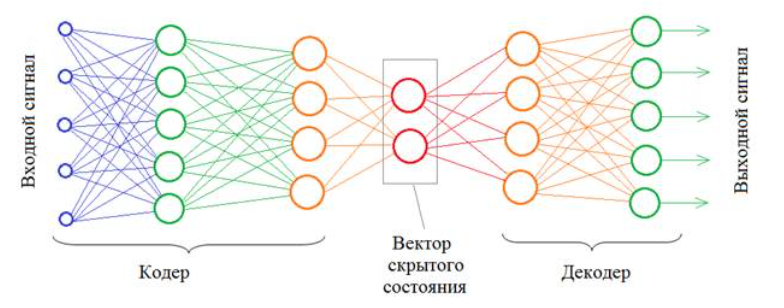 Входной сигнал
Кодер
Вектор
скрытого
состояния
Декодер
Выходной сигнал